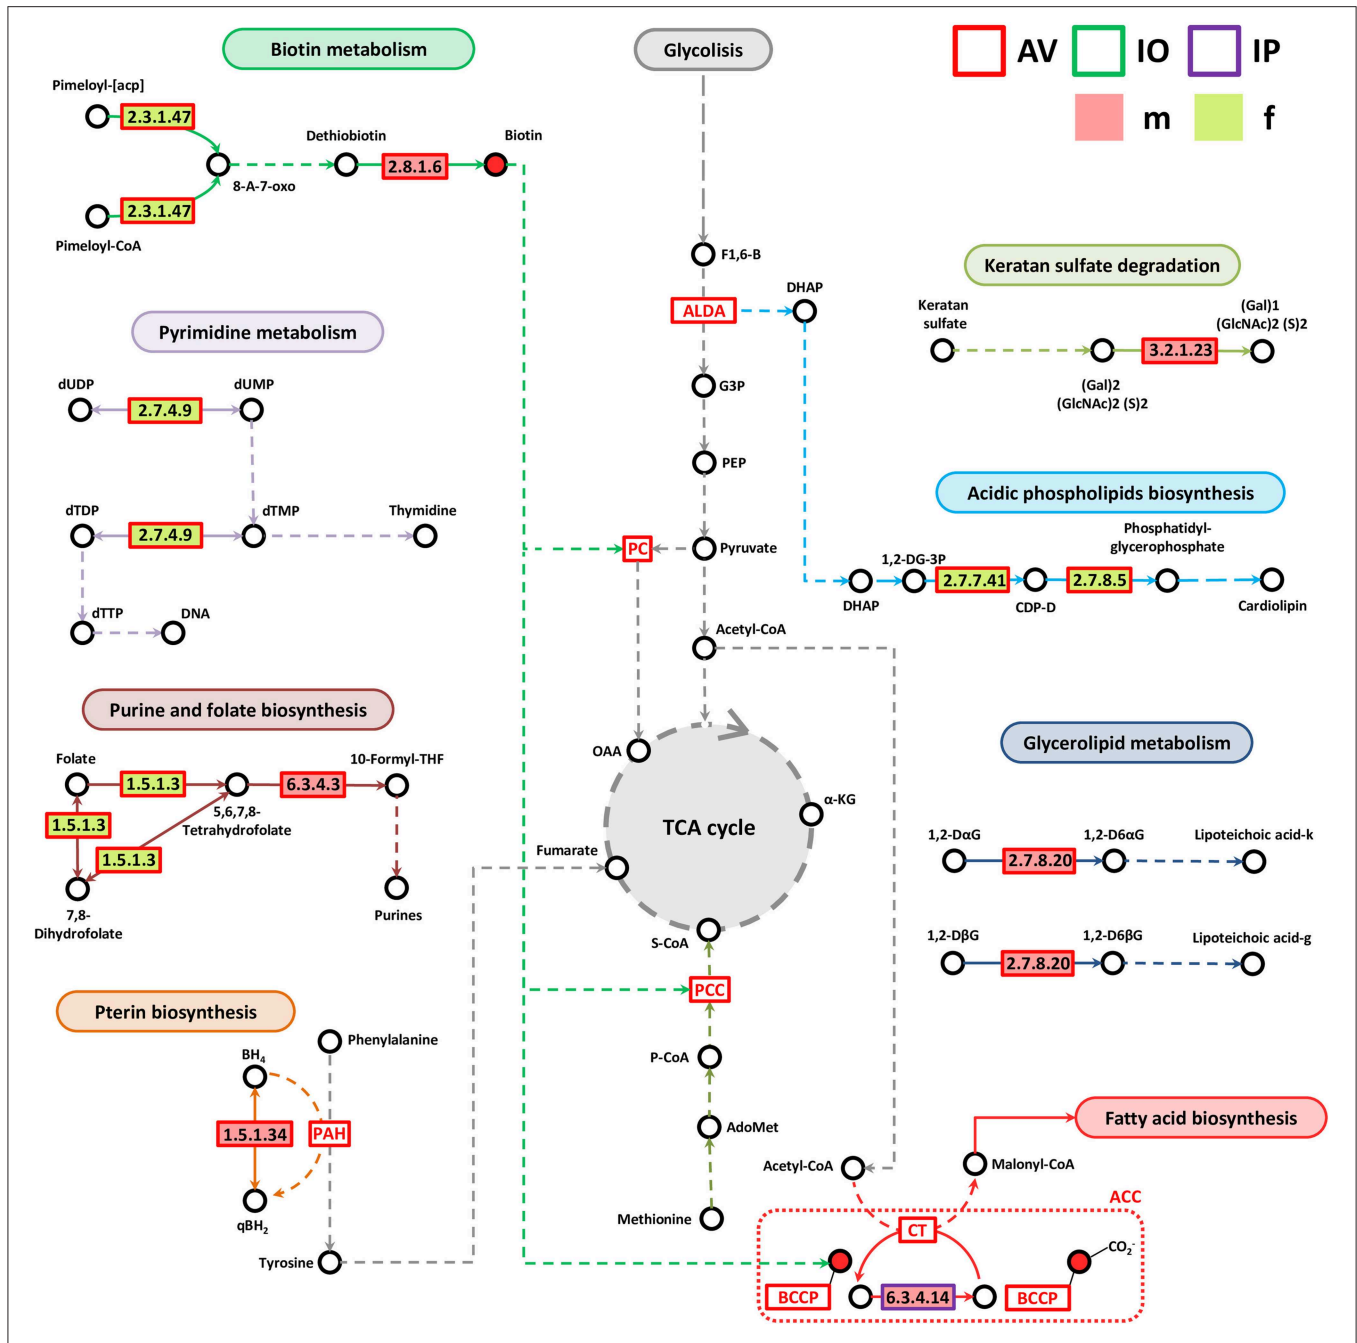 Biotin metabolism
Pimeloyl-[acp]
2.3.1.47
Dethiobiotin
Biotin
2.8.1.6
8-A-7-oxo
2.3.1.47
Pimeloyl-CoA
Glycolisis
AV
IO
IP
m
f
F1,6-B
ALDA
DHAP
G3P
PEP
PC
Pyruvate
Acetyl-CoA
Keratan sulfate degradation
Keratan
sulfate
(Gal)1
(GlcNAc)2 (S)2
3.2.1.23
(Gal)2
(GlcNAc)2 (S)2
Pyrimidine metabolism
dUDP
dUMP
2.7.4.9
dTDP
2.7.4.9
dTMP
Thymidine
dTTP
DNA
Acidic phospholipids biosynthesis
Phosphatidyl-
glycerophosphate
1,2-DG-3P
2.7.7.41
2.7.8.5
DHAP
CDP-D
Cardiolipin
Purine and folate biosynthesis
Folate
1.5.1.3
6.3.4.3
10-Formyl-THF
1.5.1.3
5,6,7,8-
Tetrahydrofolate
1.5.1.3
7,8-
Dihydrofolate
Purines
OAA
α-KG
TCA cycle
Fumarate
S-CoA
PCC
P-CoA
AdoMet
Methionine
Glycerolipid metabolism
1,2-DαG
2.7.8.20
1,2-D6αG
Lipoteichoic acid-k
1,2-DβG
2.7.8.20
1,2-D6βG
Lipoteichoic acid-g
Pterin biosynthesis
Phenylalanine
BH4
1.5.1.34
PAH
qBH2
Tyrosine
Fatty acid biosynthesis
Acetyl-CoA
Malonyl-CoA
ACC
CT
CO2-
BCCP
6.3.4.14
BCCP